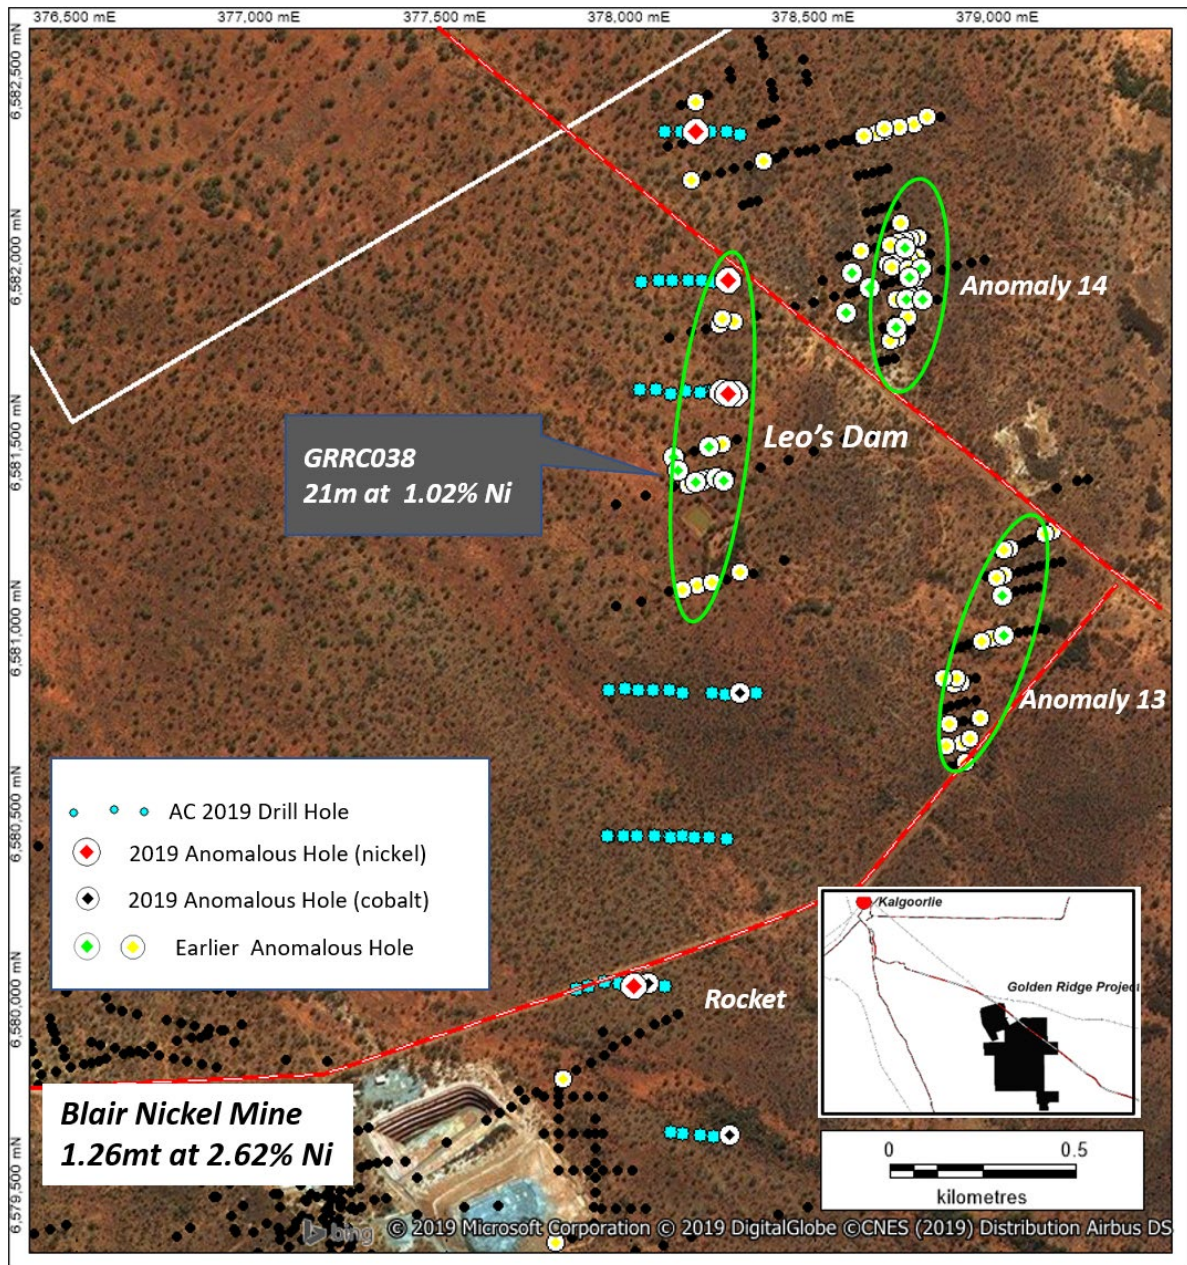 376,500 mE 377,000 mE 377,500 mE 378,000 mE 378,500 mE 379,000 mE
6,582,500 mN
6,582,000 mN
6,581,500 mN
6,581,000 mN
6,580,500 mN
6,580,000 mN
6,579,500 mN
Anomaly 14
Leo's Dam
GRRC038
21m at 1.02% Ni
Anomaly 13
AC 2019 Drill Hole
2019 Anomalous Hole (nickel)
2019 Anomalous Hole (cobalt)
Earlier Anomalous Hole
Kalgoorlie
Golden Ridge Project
Rocket
Blair Nickel Mine
1.26mt at 2.62% Ni
0 0.5
kilometres
bing © 2019 Microsoft Corporation © 2019 DigitalGlobe ©CNES (2019) Distribution Airbus DS